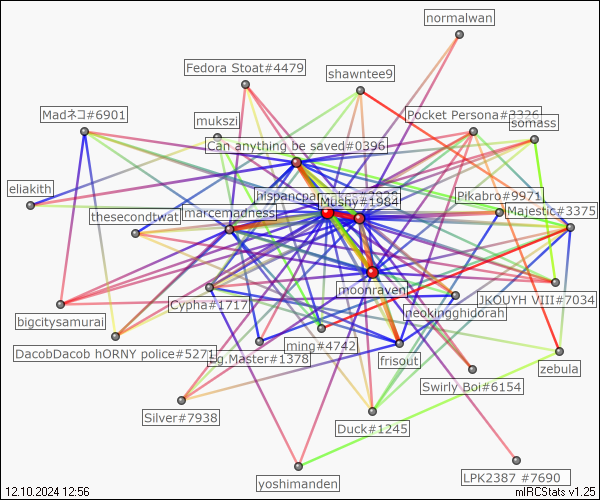 normalwan
Fedora Stoat#4479
shawntee9
Madネコ#6901
mukszi
Pocket Persona#3326
somass
Can anything be saved#0396
eliakith
Mushy#1984
Pikabro#9971
thesecondtwat
marcemadness
Majestic#3375
moonraven
Cypha#1717
JKOUYH VIII#7034
neokingghidorah
bigcitysamurai
ming#4742
DacobDacob hORNY police#5271
Lg.Master#1378
frisout
zebula
Swirly Boi#6154
Silver#7938
Duck#1245
yoshimanden
LPK2387 #7690
12.10.2024 12:56
mIRCStats v1.25